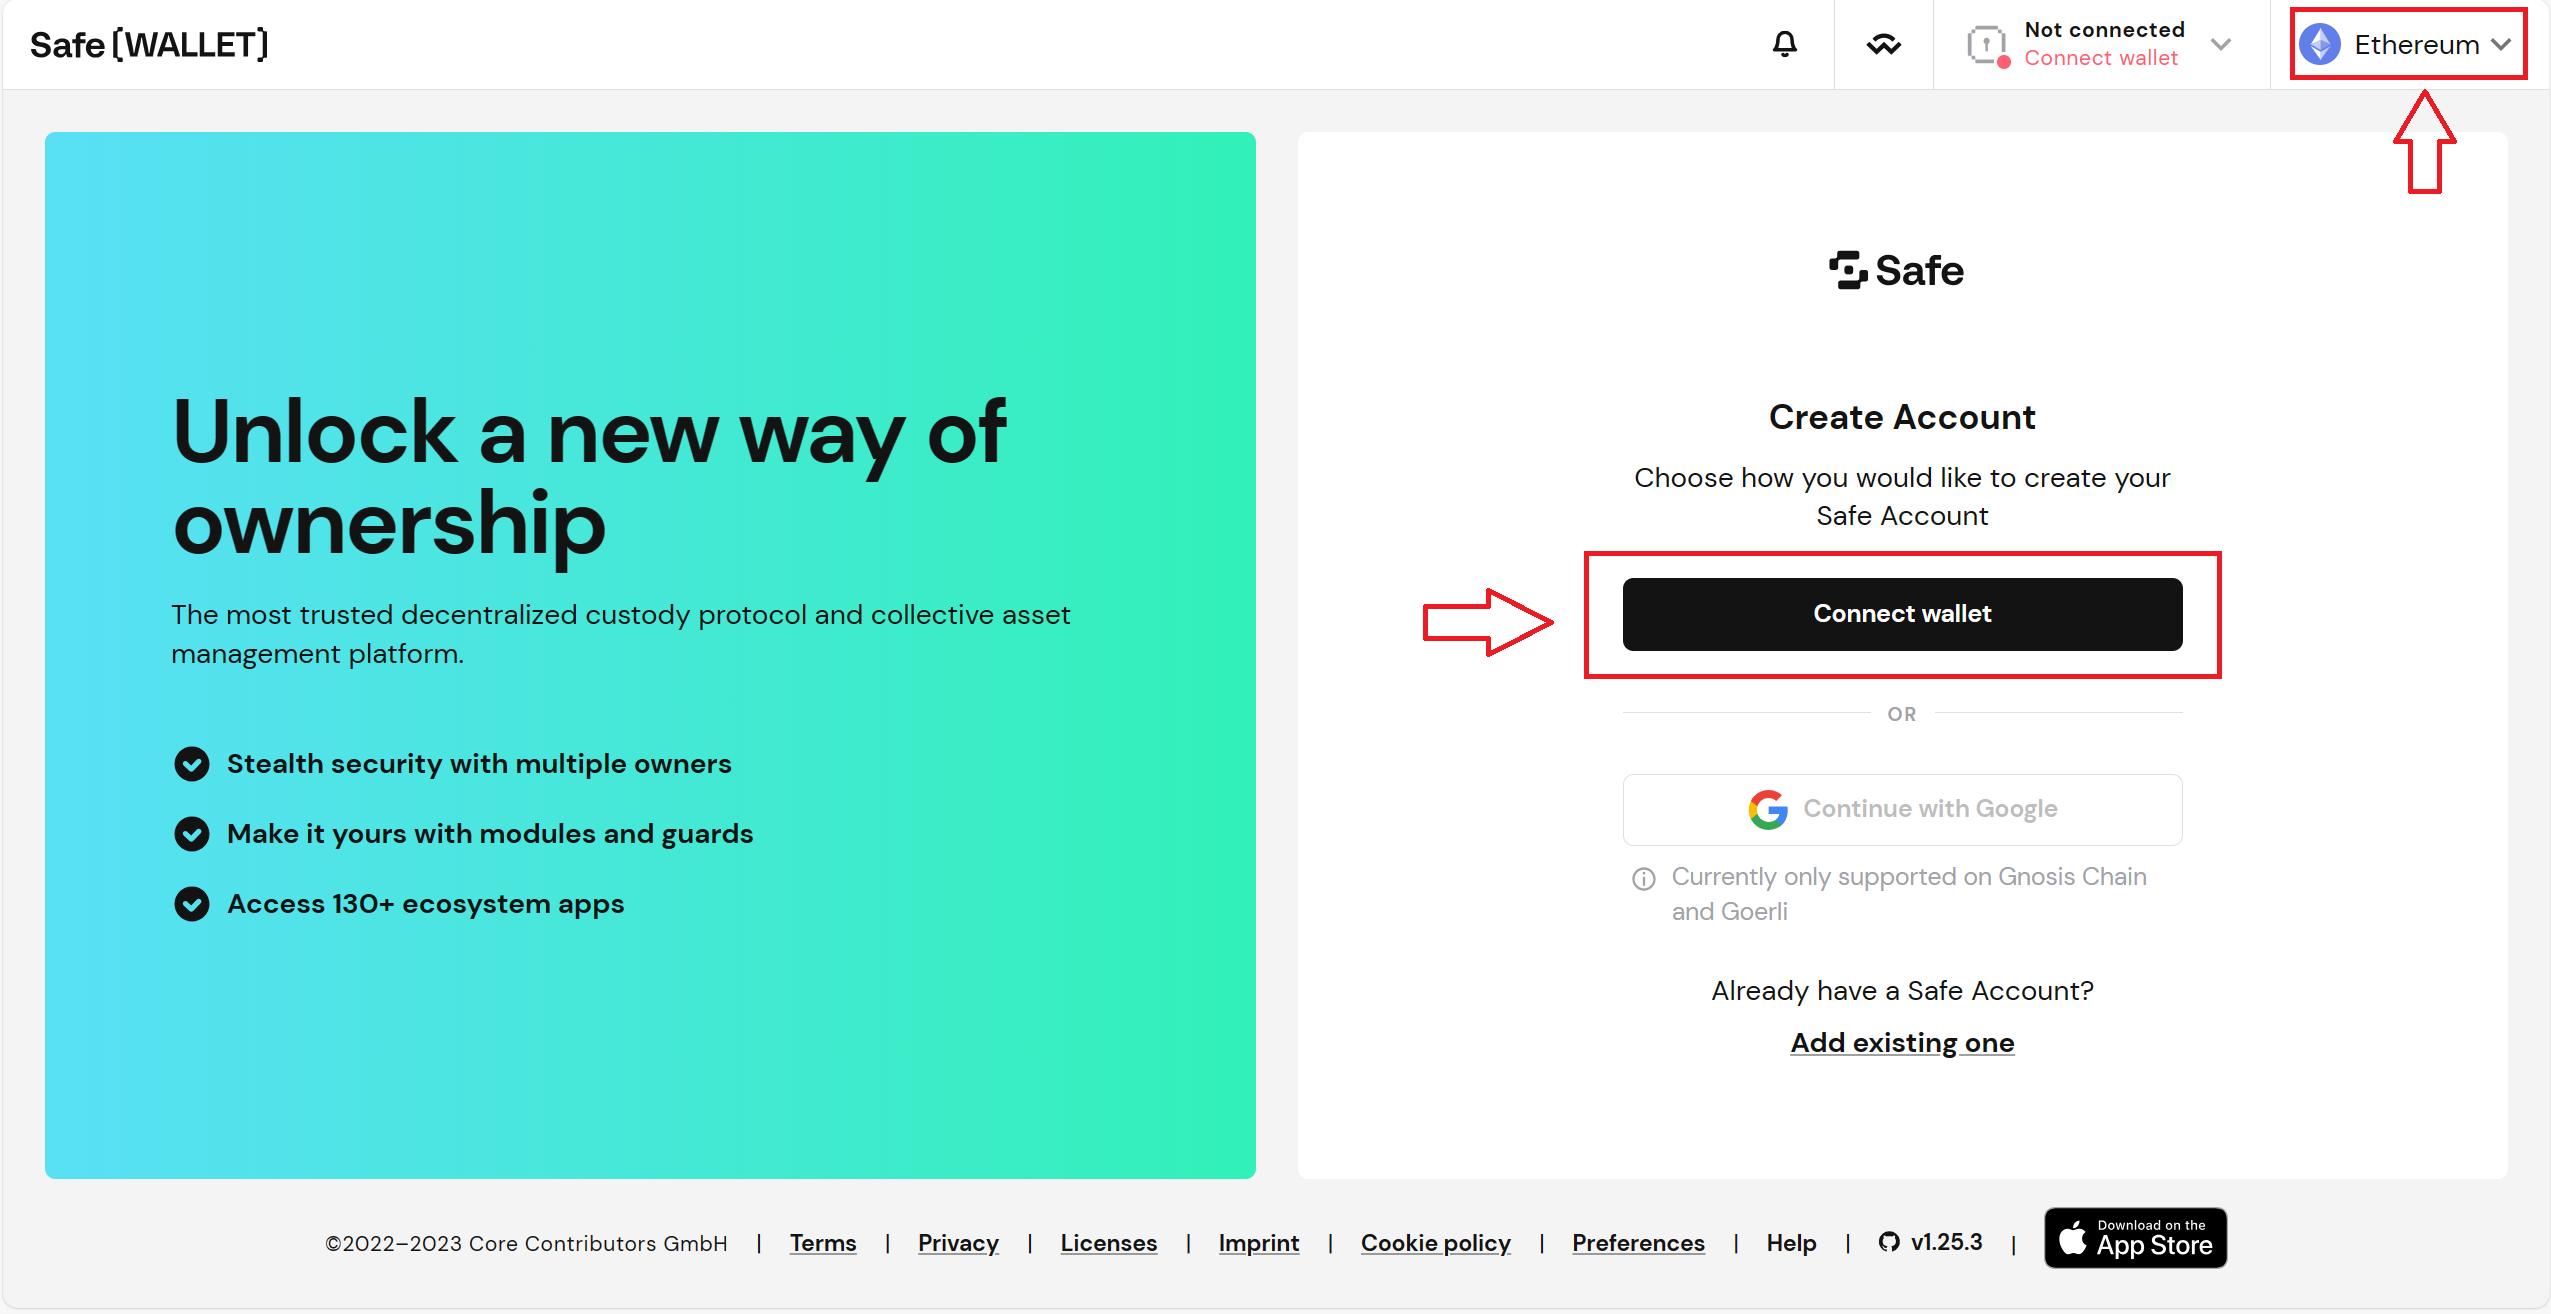 Safe [WALLET]
Not connected
Connect wallet
Ethereum
Unlock a new way of
ownership
The most trusted decentralized custody protocol and collective asset
management platform.
Stealth security with multiple owners
Make it yours with modules and guards
Access 130+ ecosystem apps
Safe
Create Account
Choose how you would like to create your
Safe Account
Connect wallet
OR
Continue with Google
Currently only supported on Gnosis Chain
and Goerli
Already have a Safe Account?
Add existing one
©2022–2023 Core Contributors GmbH | Terms | Privacy | Licenses | Imprint | Cookie policy | Preferences | Help | v1.25.3 |
Download on the
App Store